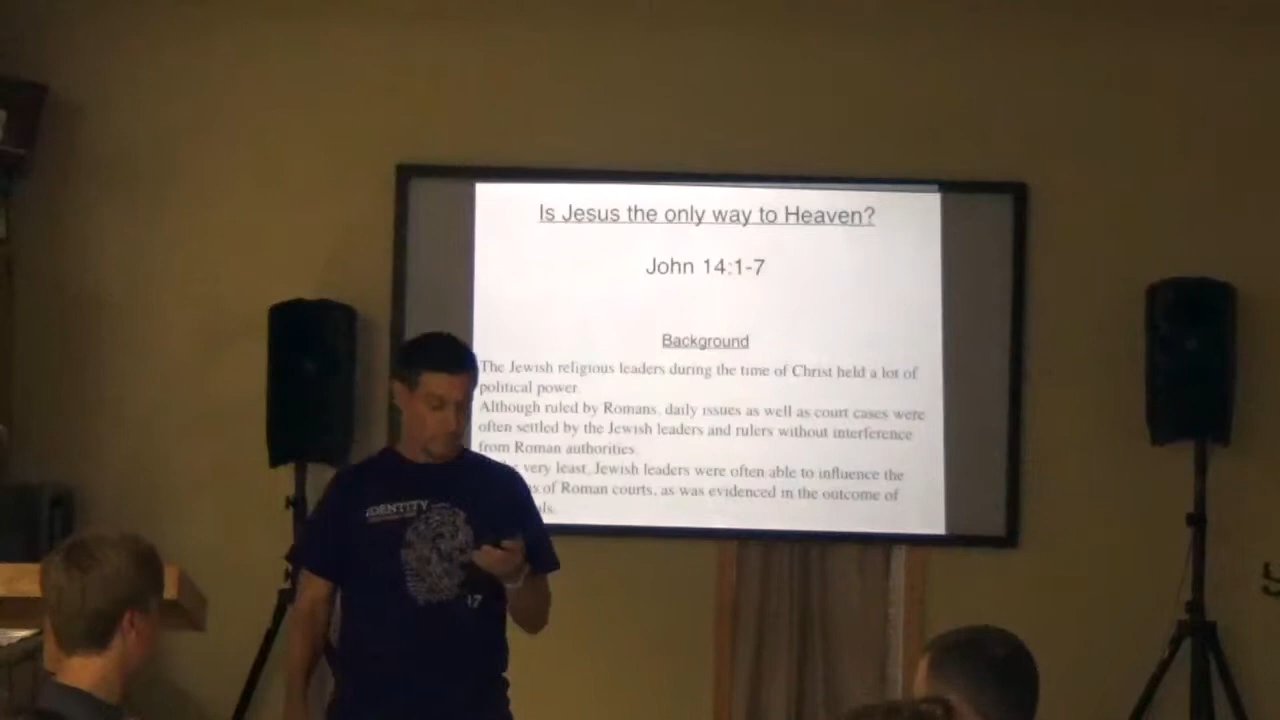 Is Jesus the only way to Heaven?
John 14:1-7
Background
The Jewish religious leaders during the time of Christ held a lot of
political power.
Although ruled by Romans, daily issues as well as court cases were
often settled by the Jewish leaders and rulers without interference
from Roman authorities.
very least, Jewish leaders were often able to influence the
of Roman courts, as was evidenced in the outcome of
IDENTITY
17